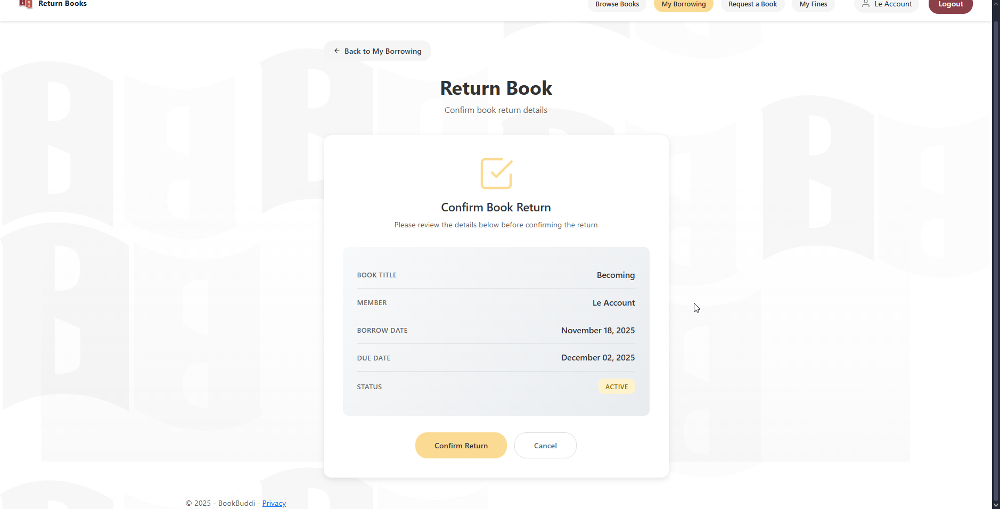 Return Books
Browse Books
My Borrowing
Request a Book
My Fines
Le Account
Logout
Back to My Borrowing
Return Book
Confirm book return details
Confirm Book Return
Please review the details below before confirming the return
BOOK TITLE Becoming
MEMBER Le Account
BORROW DATE November 18, 2025
DUE DATE December 02, 2025
STATUS ACTIVE
Confirm Return
Cancel
© 2025 - BookBuddi - Privacy